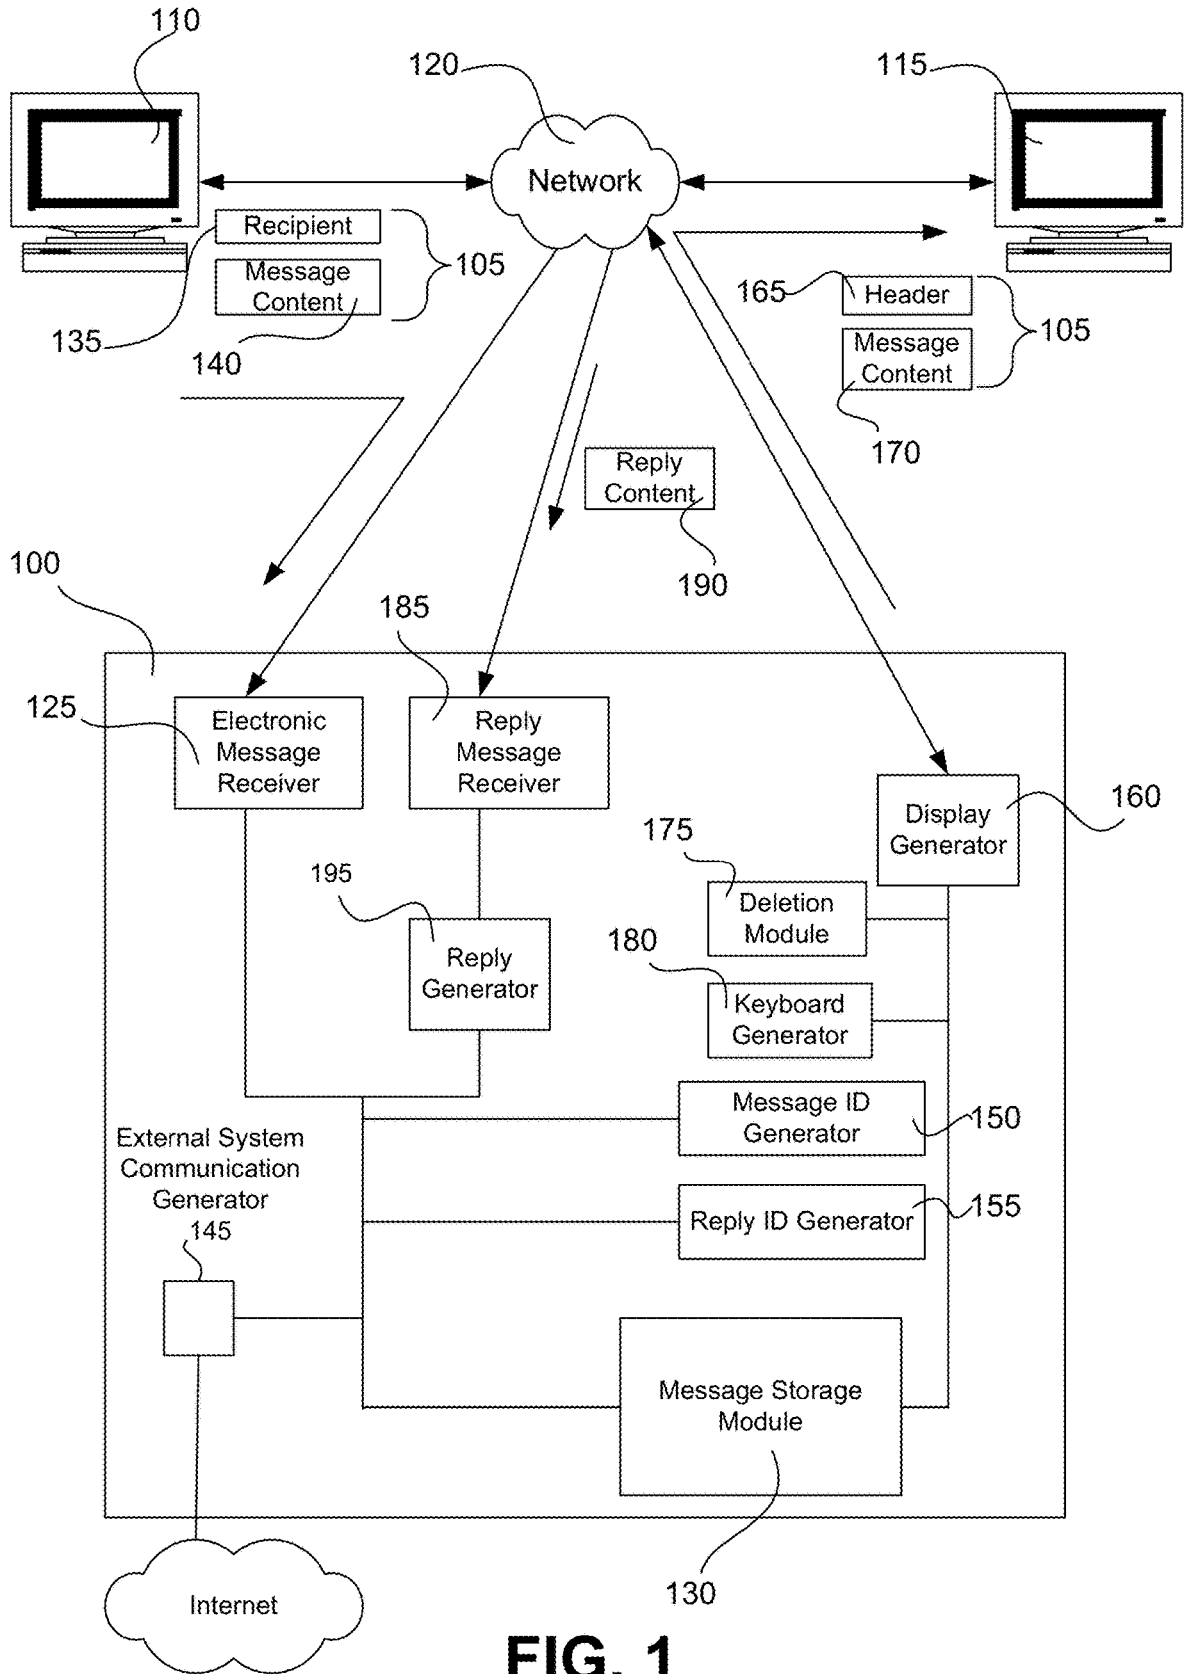 110
120
115
Network
Recipient
Message
Content
105
135
140
165
Header
105
Message
Content
170
Reply
Content
190
100
185
125
Electronic
Message
Receiver
Reply
Message
Receiver
160
Display
Generator
175
195
Deletion
Module
180
Reply
Generator
Keyboard
Generator
Message ID
Generator
150
External System
Communication
Generator
145
Reply ID Generator
155
Message Storage
Module
130
Internet
FIG. 1